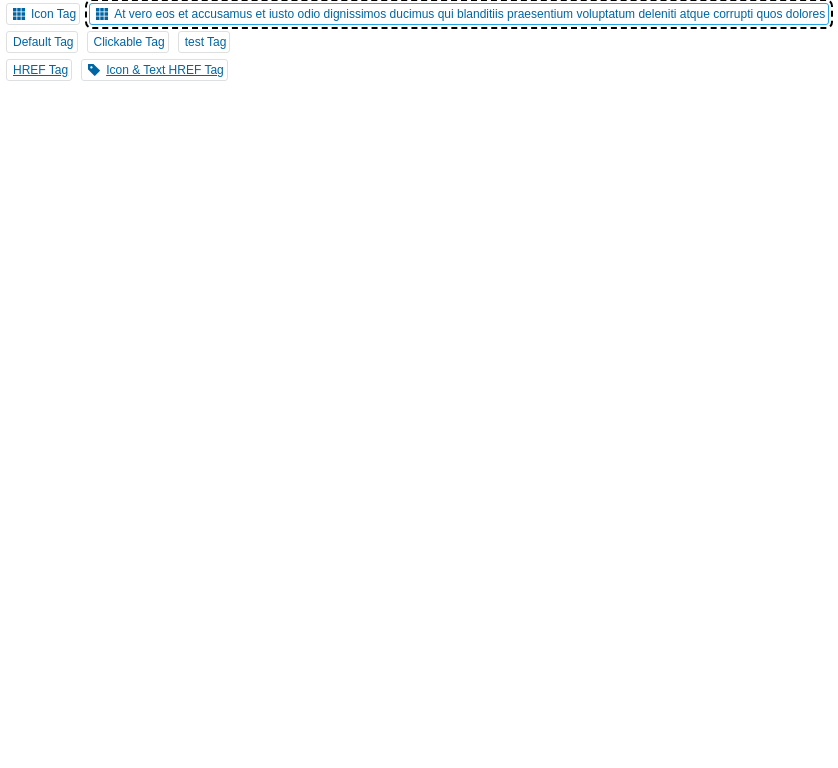 Icon Tag At vero eos et accusamus et iusto odio dignissimos ducimus qui blanditiis praesentium voluptatum deleniti atque corrupti quos dolores
Default Tag Clickable Tag test Tag
HREF Tag Icon & Text HREF Tag